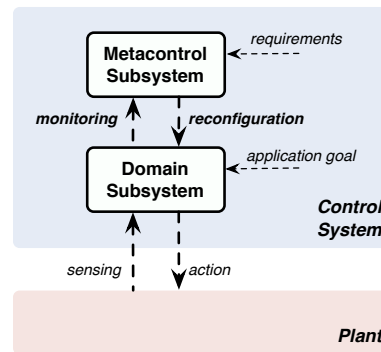 requirements
Metacontrol
Subsystem
monitoring
reconfiguration
application goal
Domain
Subsystem
Control
System
sensing
action
Plant